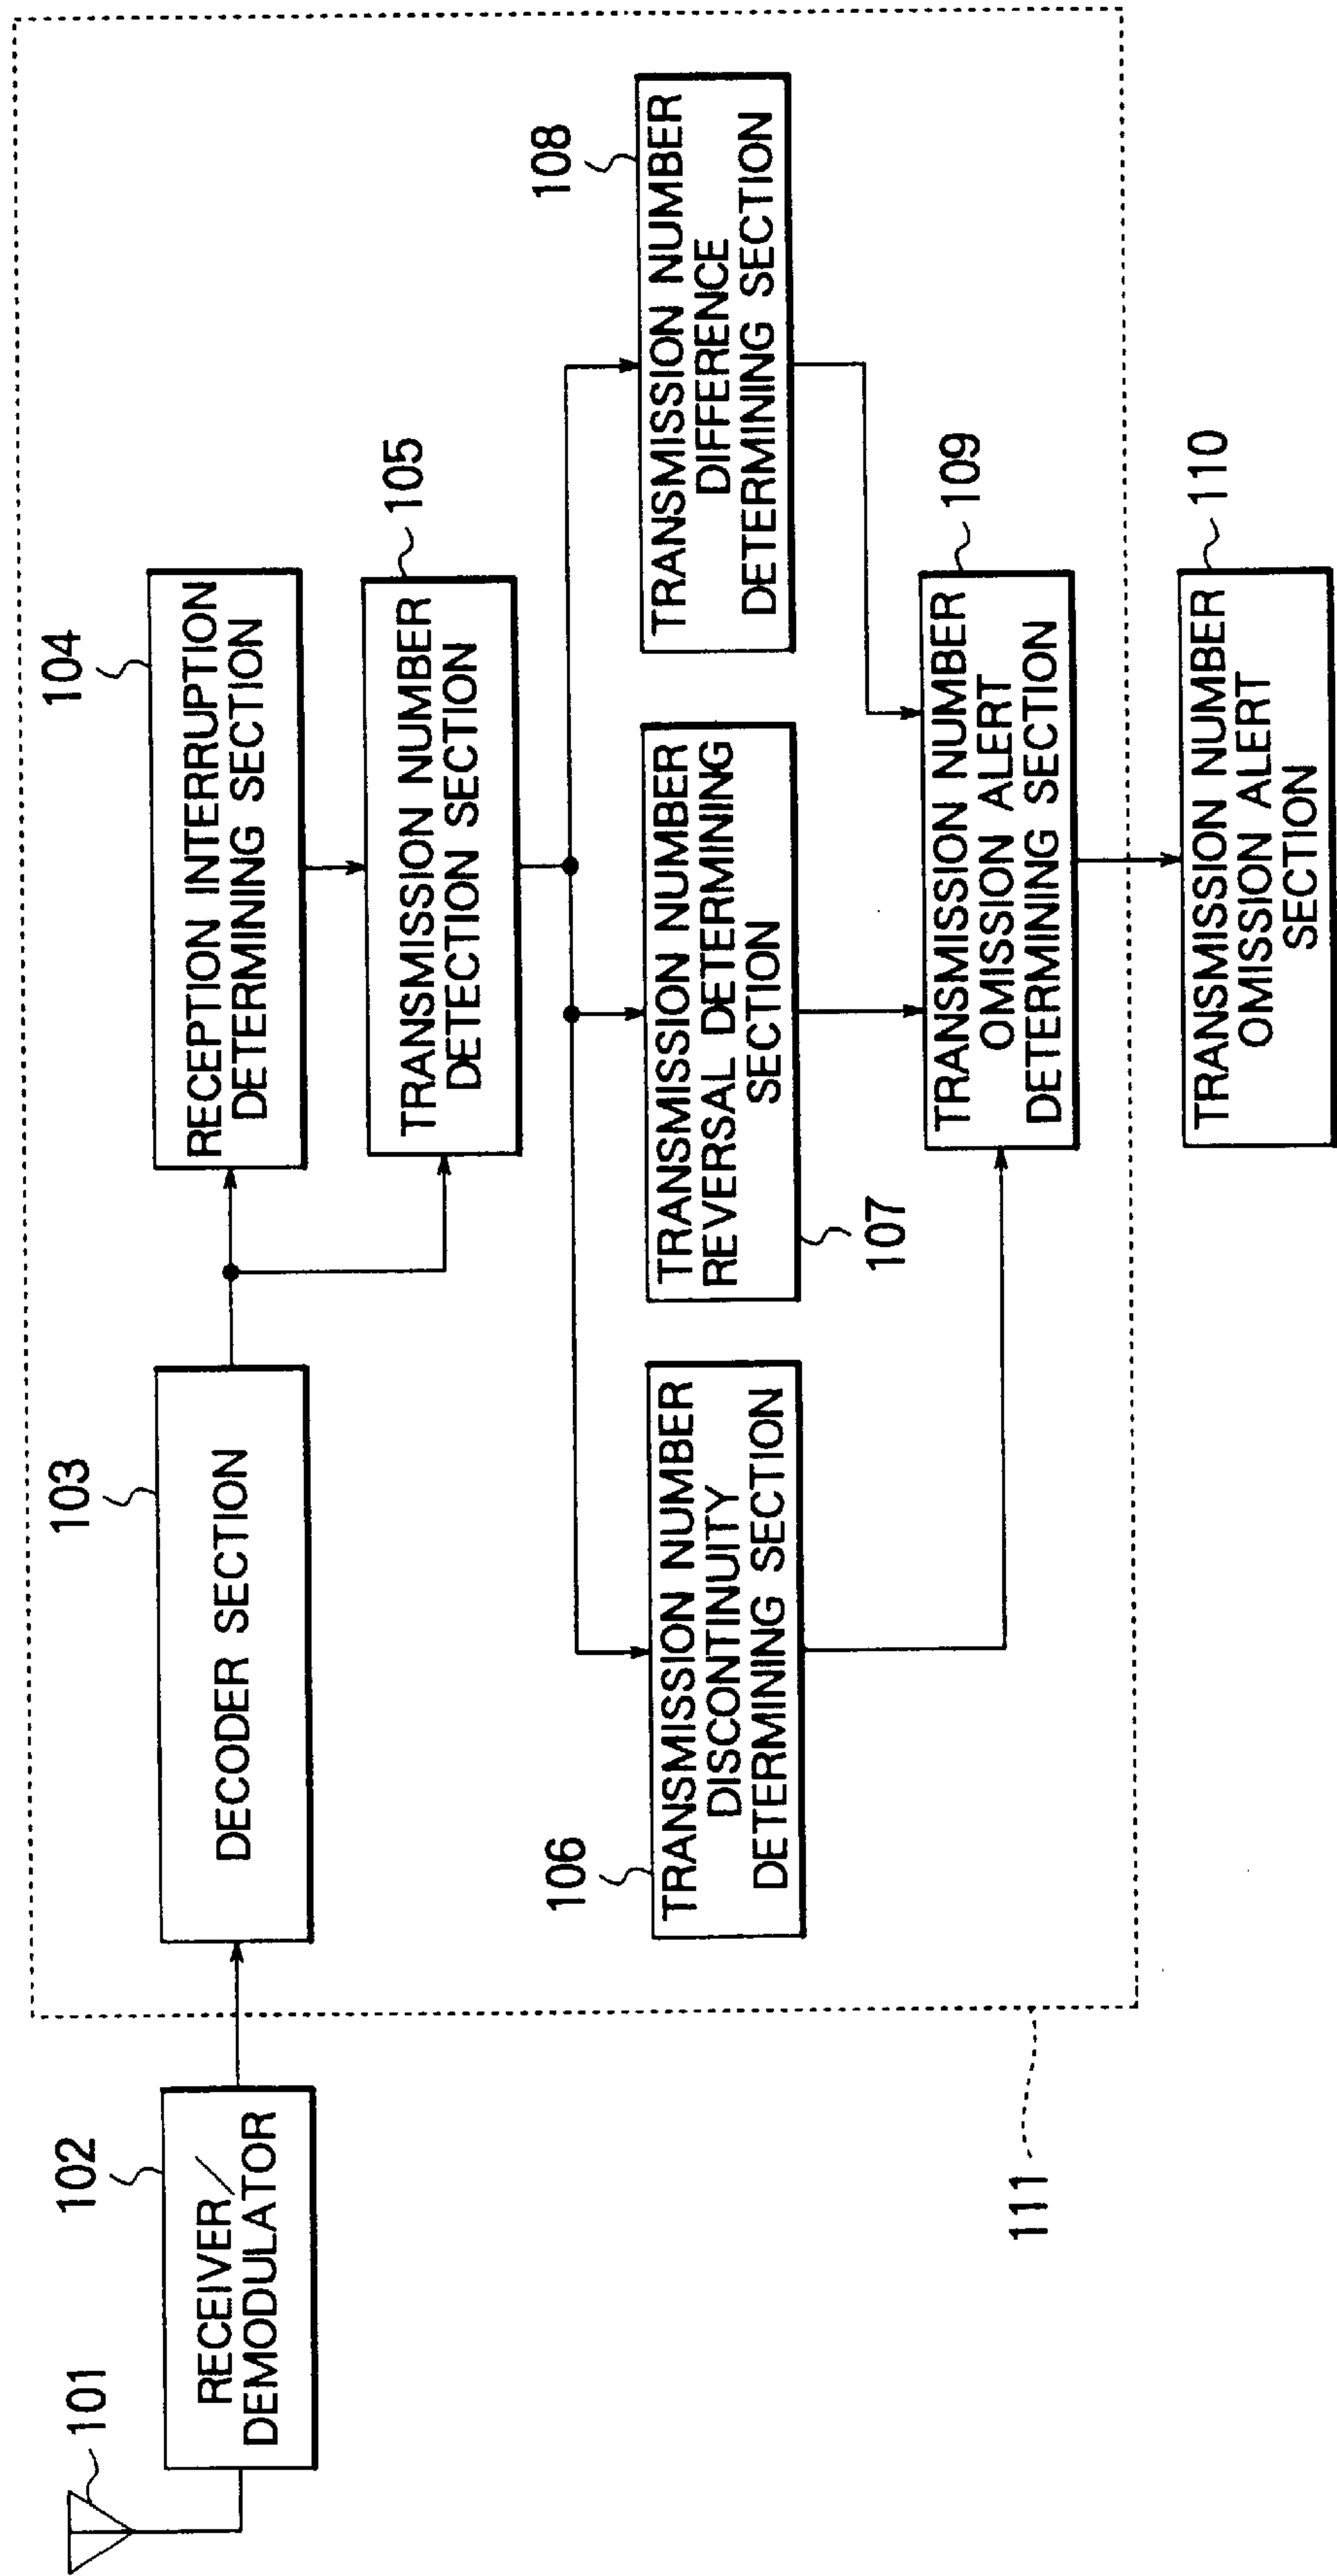 101
102
RECEIVER/
DEMODULATOR
103
DECODER SECTION
104
RECEPTION INTERRUPTION
DETERMINING SECTION
105
TRANSMISSION NUMBER
DETECTION SECTION
106
TRANSMISSION NUMBER
DISCONTINUITY
DETERMINING SECTION
TRANSMISSION NUMBER
REVERSAL DETERMINING
SECTION
107
108
TRANSMISSION NUMBER
DIFFERENCE
DETERMINING SECTION
109
TRANSMISSION NUMBER
OMISSION ALERT
DETERMINING SECTION
110
TRANSMISSION NUMBER
OMISSION ALERT
SECTION
111